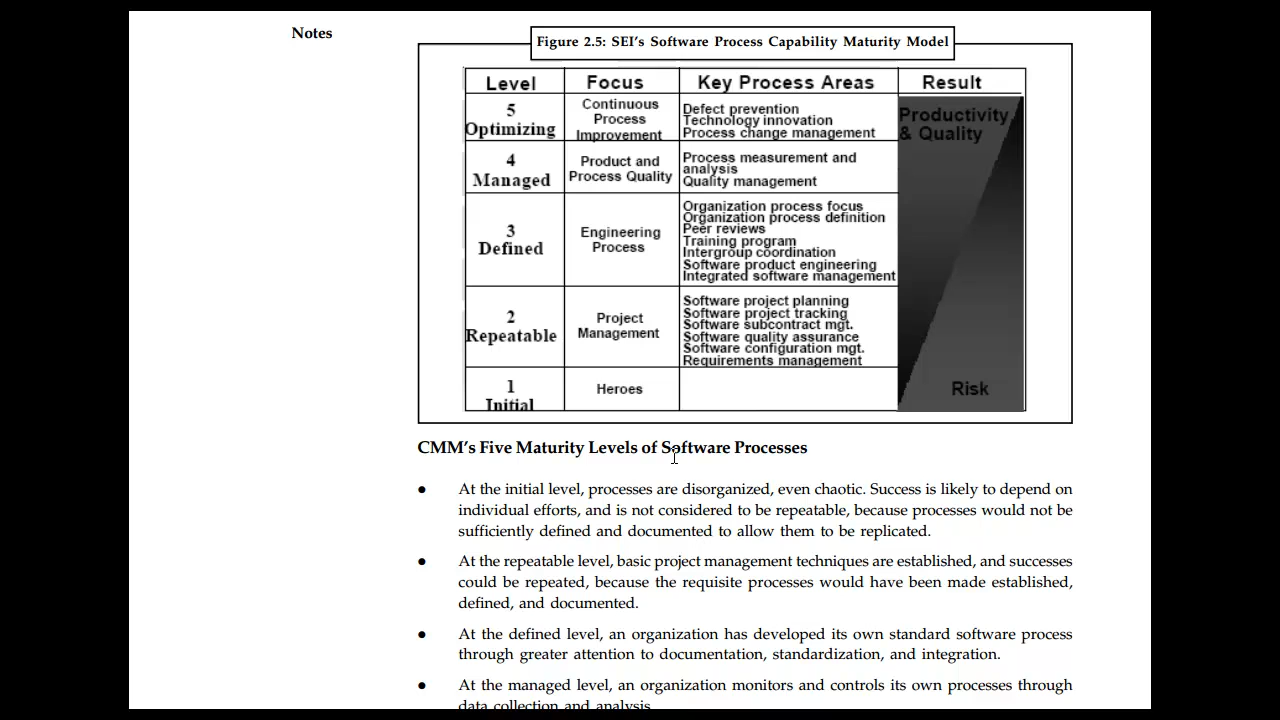 Notes
Figure 2.5: SEI's Software Process Capability Maturity Model
Level Focus Key Process Areas Result
5
Optimizing
Continuous
Process
Improvement
Defect prevention
Technology innovation
Process change management
Productivity
& Quality
4
Managed
Product and
Process Quality
Process measurement and
analysis
Quality management
3
Defined
Engineering
Process
Organization process focus
Organization process definition
Peer reviews
Training program
Intergroup coordination
Software product engineering
Integrated software management
2
Repeatable
Project
Management
Software project planning
Software project tracking
Software subcontract mgt.
Software quality assurance
Software configuration mgt.
Requirements management
1
Initial
Heroes
Risk
CMM's Five Maturity Levels of Software Processes
● At the initial level, processes are disorganized, even chaotic. Success is likely to depend on
individual efforts, and is not considered to be repeatable, because processes would not be
sufficiently defined and documented to allow them to be replicated.
● At the repeatable level, basic project management techniques are established, and successes
could be repeated, because the requisite processes would have been made established,
defined, and documented.
● At the defined level, an organization has developed its own standard software process
through greater attention to documentation, standardization, and integration.
● At the managed level, an organization monitors and controls its own processes through
data collection and analysis.